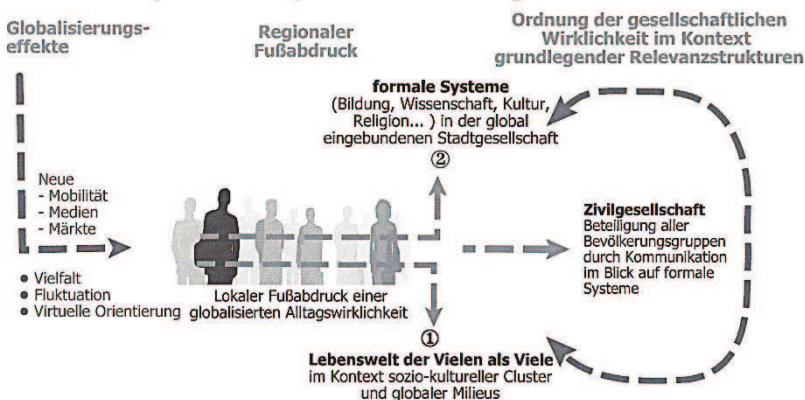 Globalisierungs-
effekte
Regionaler
Fußabdruck
Ordnung der gesellschaftlichen
Wirklichkeit im Kontext
grundlegender Relevanzstrukturen
formale Systeme
(Bildung, Wissenschaft, Kultur,
Religion... ) in der global
eingebundenen Stadtgesellschaft
②
Neue
- Mobilität
- Medien
- Märkte
• Vielfalt
• Fluktuation
• Virtuelle Orientierung
Lokaler Fußabdruck einer
globalisierten Alltagswirklichkeit
Zivilgesellschaft
Beteiligung aller
Bevölkerungsgruppen
durch Kommunikation
im Blick auf formale
Systeme
①
Lebenswelt der Vielen als Viele
im Kontext sozio-kultureller Cluster
und globaler Milieus